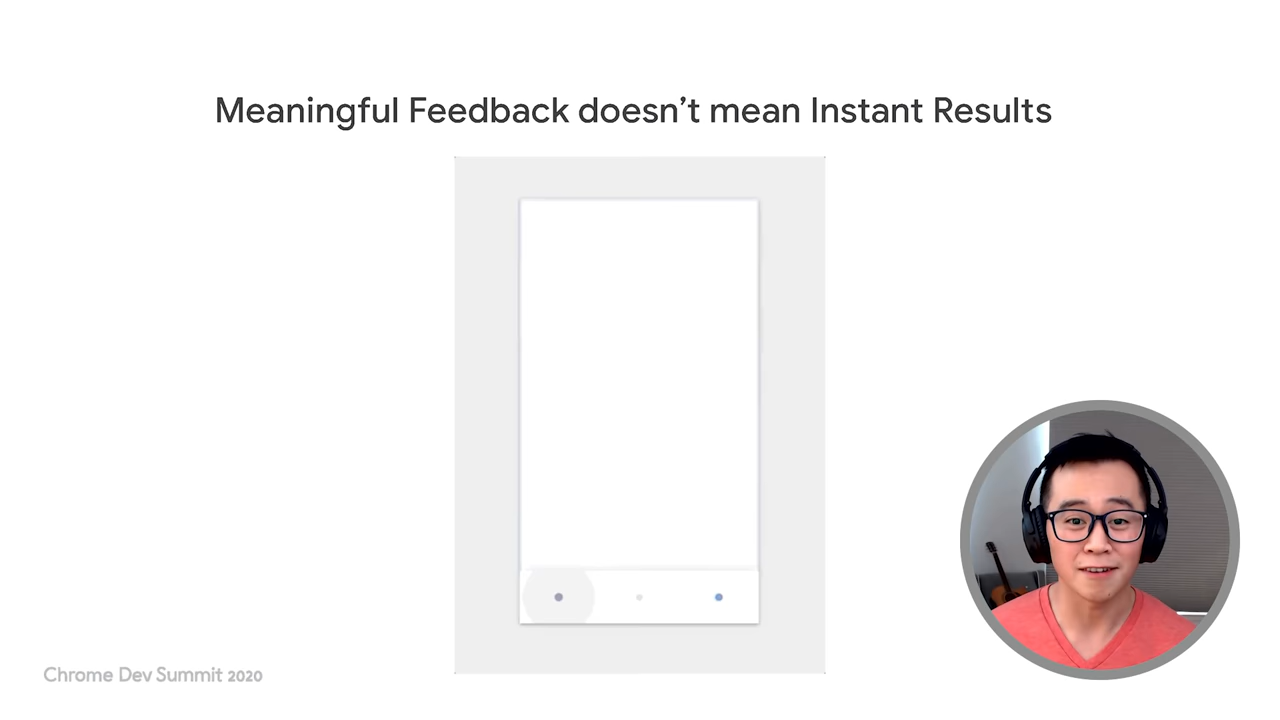 Meaningful Feedback doesn’t mean Instant Results
Chrome Dev Summit 2020